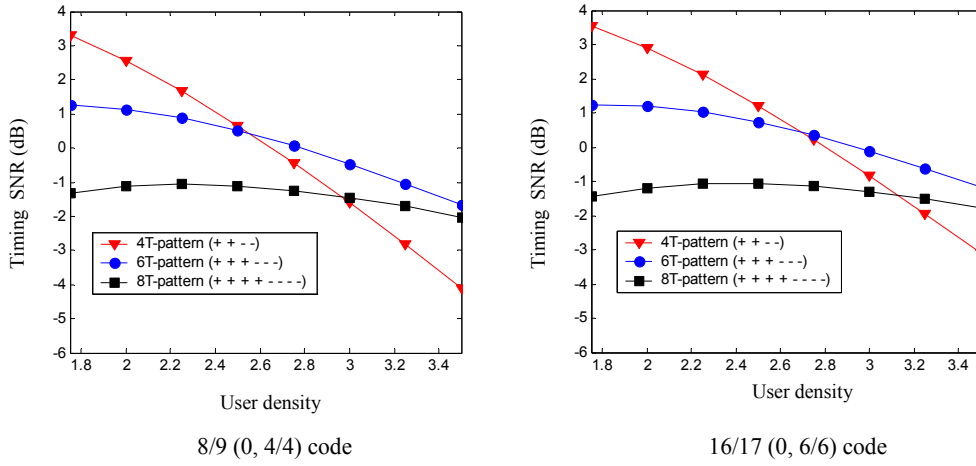 4
3
2
1
0
-1
-2
-3
-4
-5
-6
Timing SNR (dB)
4T-pattern (+ + - -)
6T-pattern (+ + + - - -)
8T-pattern (+ + + + - - - -)
1.8 2 2.2 2.4 2.6 2.8 3 3.2 3.4
User density
8/9 (0, 4/4) code
4
3
2
1
0
-1
-2
-3
-4
-5
-6
Timing SNR (dB)
4T-pattern (+ + - -)
6T-pattern (+ + + - - -)
8T-pattern (+ + + + - - - -)
1.8 2 2.2 2.4 2.6 2.8 3 3.2 3.4
User density
16/17 (0, 6/6) code